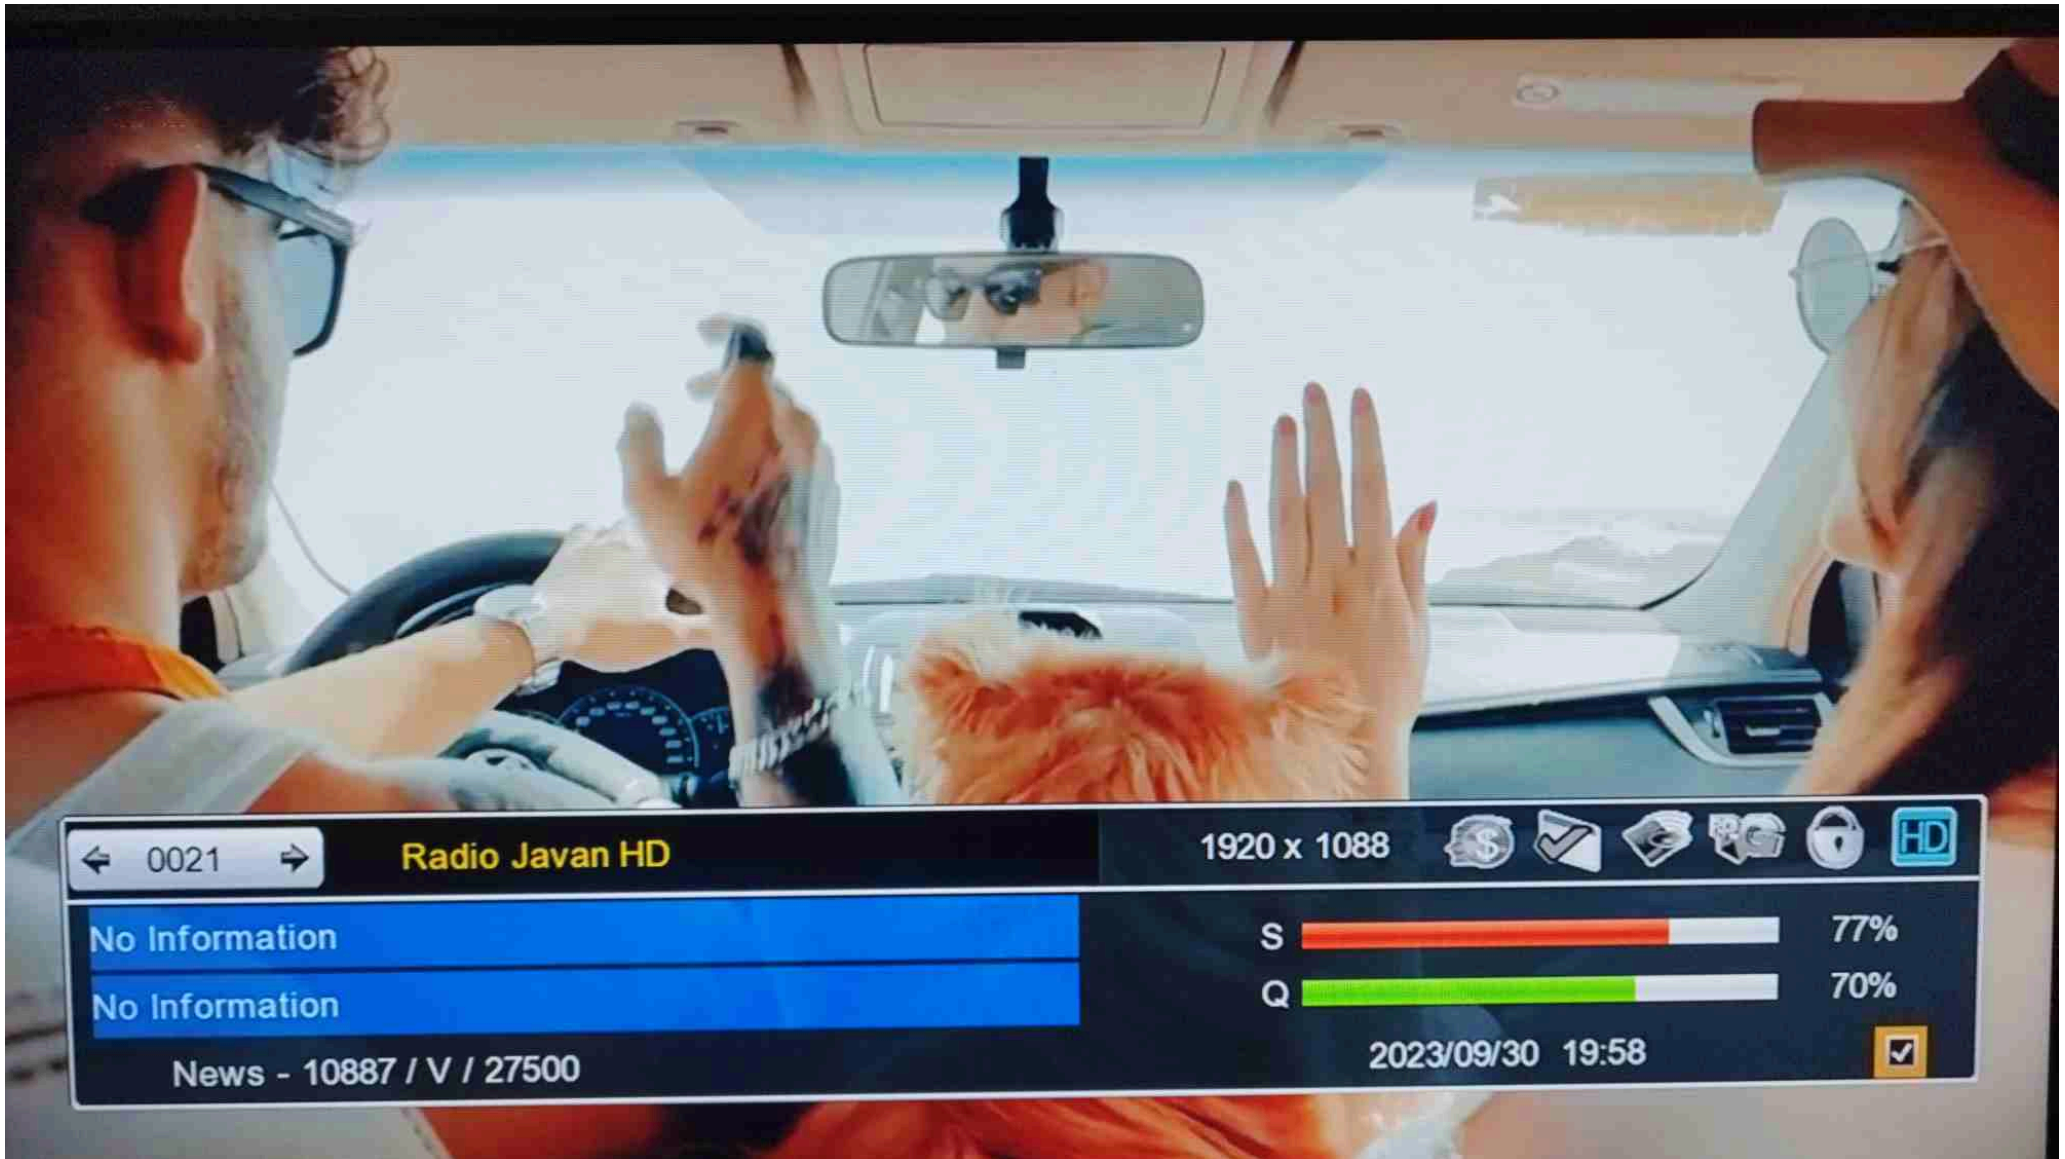 0021
Radio Javan HD
1920 x 1088
HD
No Information
S
77%
No Information
Q
70%
News - 10887 / V / 27500
2023/09/30 19:58